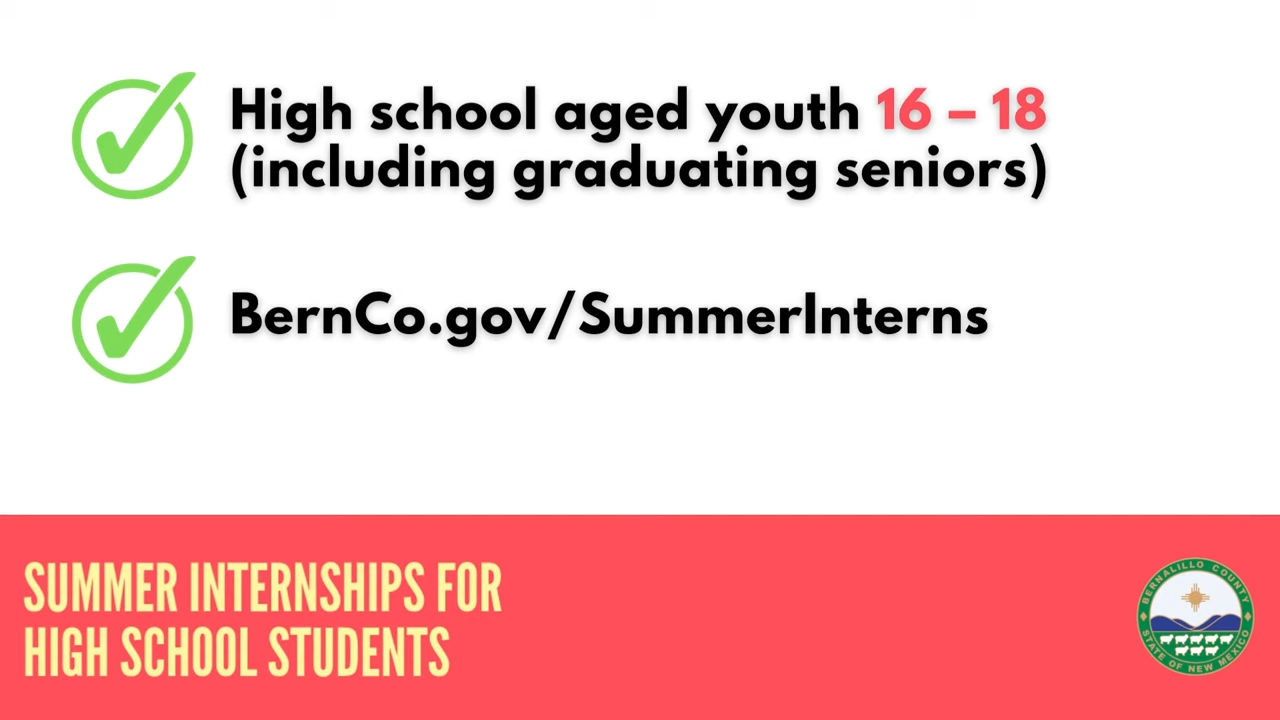 High school aged youth 16 – 18
(including graduating seniors)
BernCo.gov/SummerInterns
SUMMER INTERNSHIPS FOR
HIGH SCHOOL STUDENTS
BERNALILLO COUNTY
STATE OF NEW MEXICO